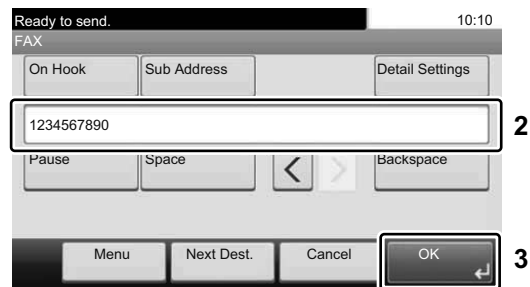 Ready to send. 10:10
FAX
On Hook Sub Address Detail Settings
1234567890 2
Pause Space < > Backspace
Menu Next Dest. Cancel OK 3